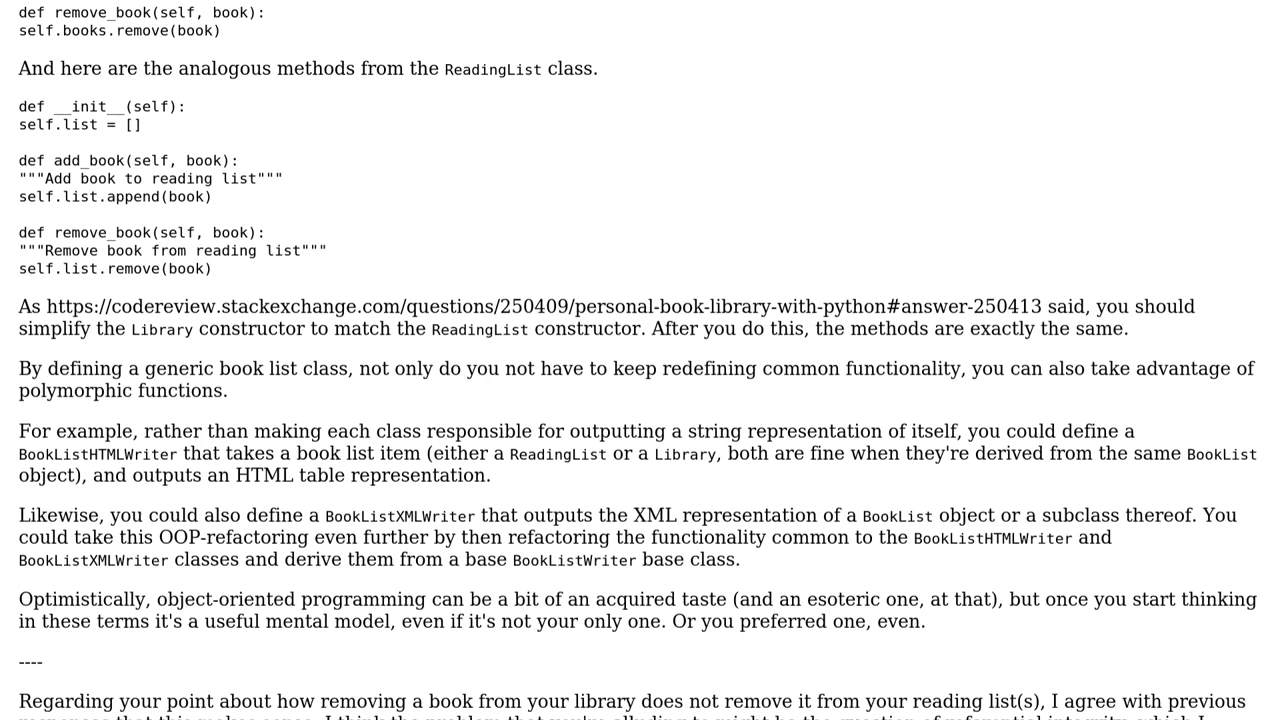 def remove_book(self, book):
self.books.remove(book)
And here are the analogous methods from the ReadingList class.
def __init__(self):
self.list = []
def add_book(self, book):
"""Add book to reading list"""
self.list.append(book)
def remove_book(self, book):
"""Remove book from reading list"""
self.list.remove(book)
As https://codereview.stackexchange.com/questions/250409/personal-book-library-with-python#answer-250413 said, you should
simplify the Library constructor to match the ReadingList constructor. After you do this, the methods are exactly the same.
By defining a generic book list class, not only do you not have to keep redefining common functionality, you can also take advantage of
polymorphic functions.
For example, rather than making each class responsible for outputting a string representation of itself, you could define a
BookListHTMLWriter that takes a book list item (either a ReadingList or a Library, both are fine when they're derived from the same BookList
object), and outputs an HTML table representation.
Likewise, you could also define a BookListXMLWriter that outputs the XML representation of a BookList object or a subclass thereof. You
could take this OOP-refactoring even further by then refactoring the functionality common to the BookListHTMLWriter and
BookListXMLWriter classes and derive them from a base BookListWriter base class.
Optimistically, object-oriented programming can be a bit of an acquired taste (and an esoteric one, at that), but once you start thinking
in these terms it's a useful mental model, even if it's not your only one. Or you preferred one, even.
----
Regarding your point about how removing a book from your library does not remove it from your reading list(s), I agree with previous